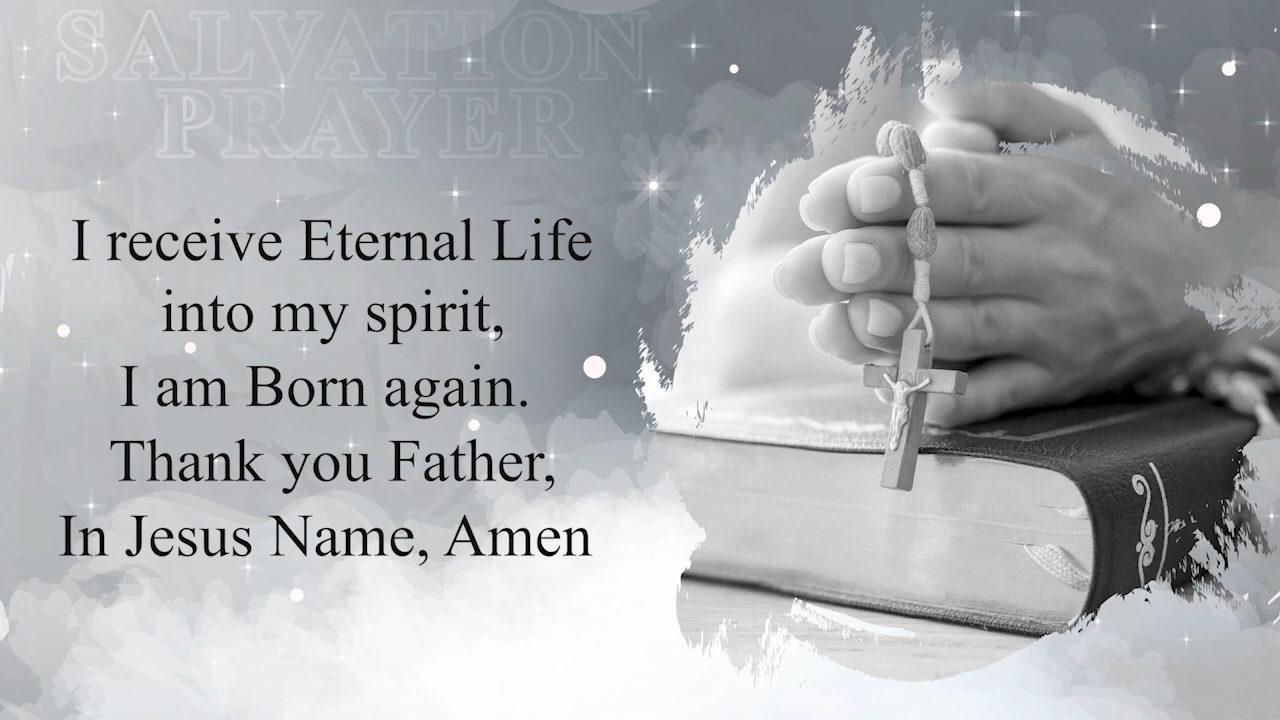 SALVATION
PRAYER
I receive Eternal Life
into my spirit,
I am Born again.
Thank you Father,
In Jesus Name, Amen